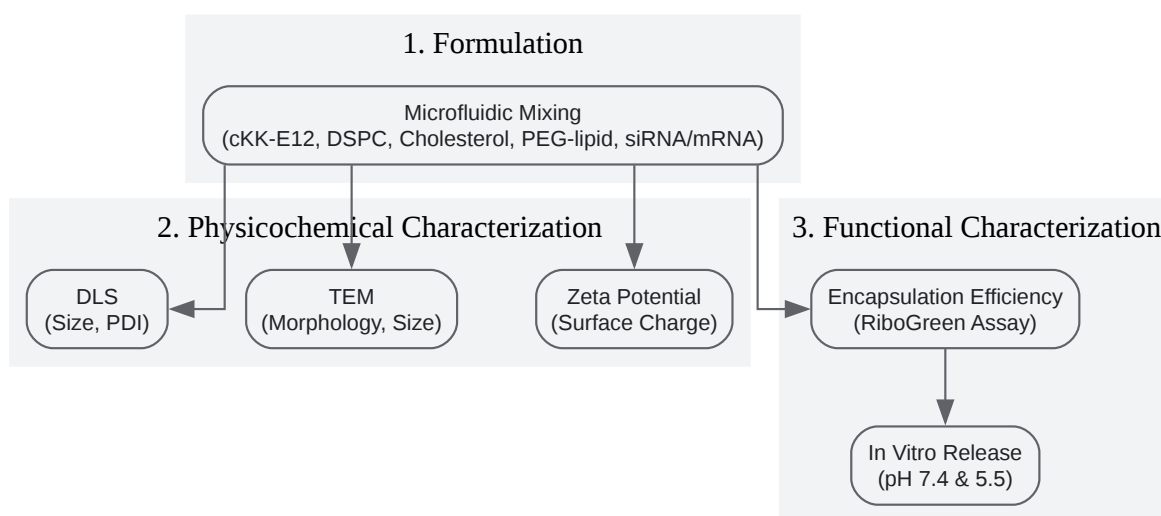 1. Formulation
Microfluidic Mixing
(cKK-E12, DSPC, Cholesterol, PEG-lipid, siRNA/mRNA)
2. Physicochemical Characterization
DLS
(Size, PDI)
TEM
(Morphology, Size)
Zeta Potential
(Surface Charge)
3. Functional Characterization
Encapsulation Efficiency
(RiboGreen Assay)
In Vitro Release
(pH 7.4 & 5.5)